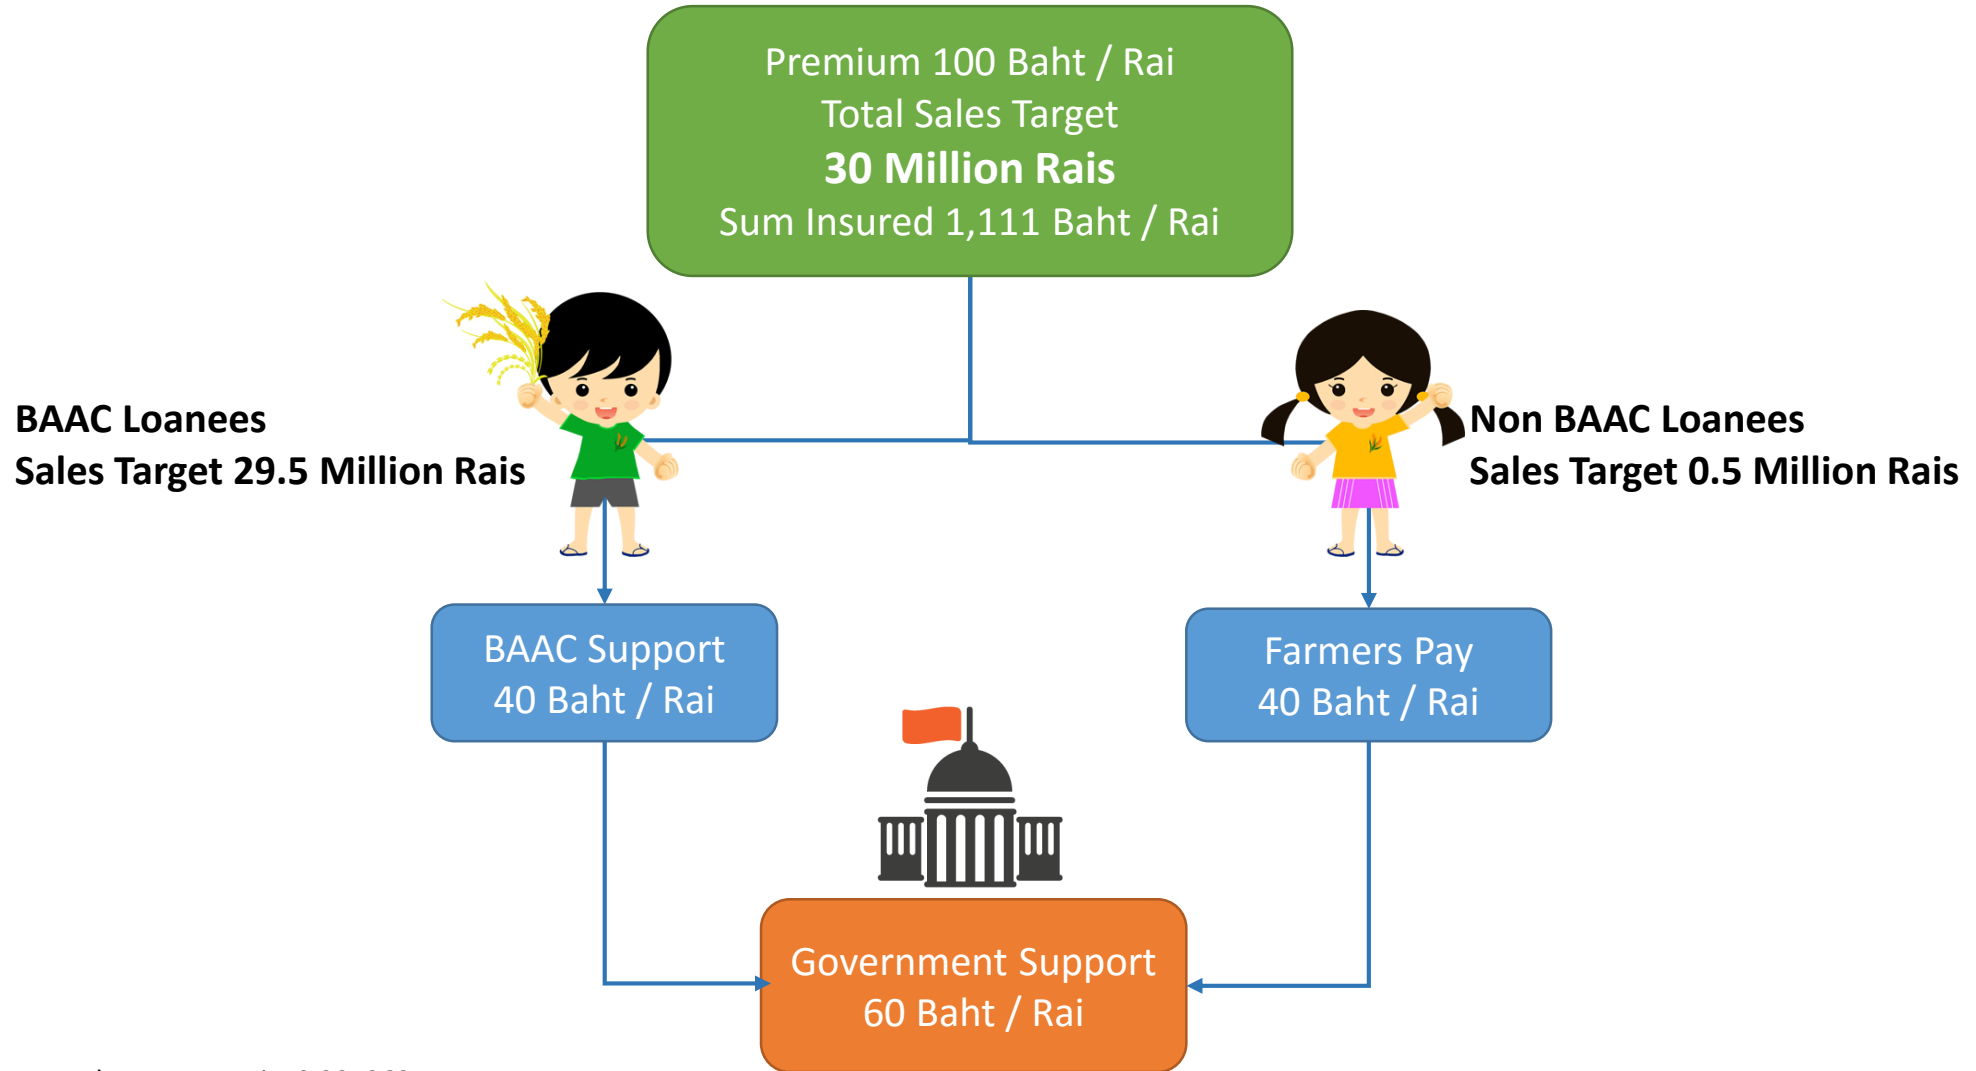 Premium 100 Baht / Rai
Total Sales Target
30 Million Rais
Sum Insured 1,111 Baht / Rai
BAAC Loanees
Sales Target 29.5 Million Rais
Non BAAC Loanees
Sales Target 0.5 Million Rais
BAAC Support
40 Baht / Rai
Farmers Pay
40 Baht / Rai
Government Support
60 Baht / Rai